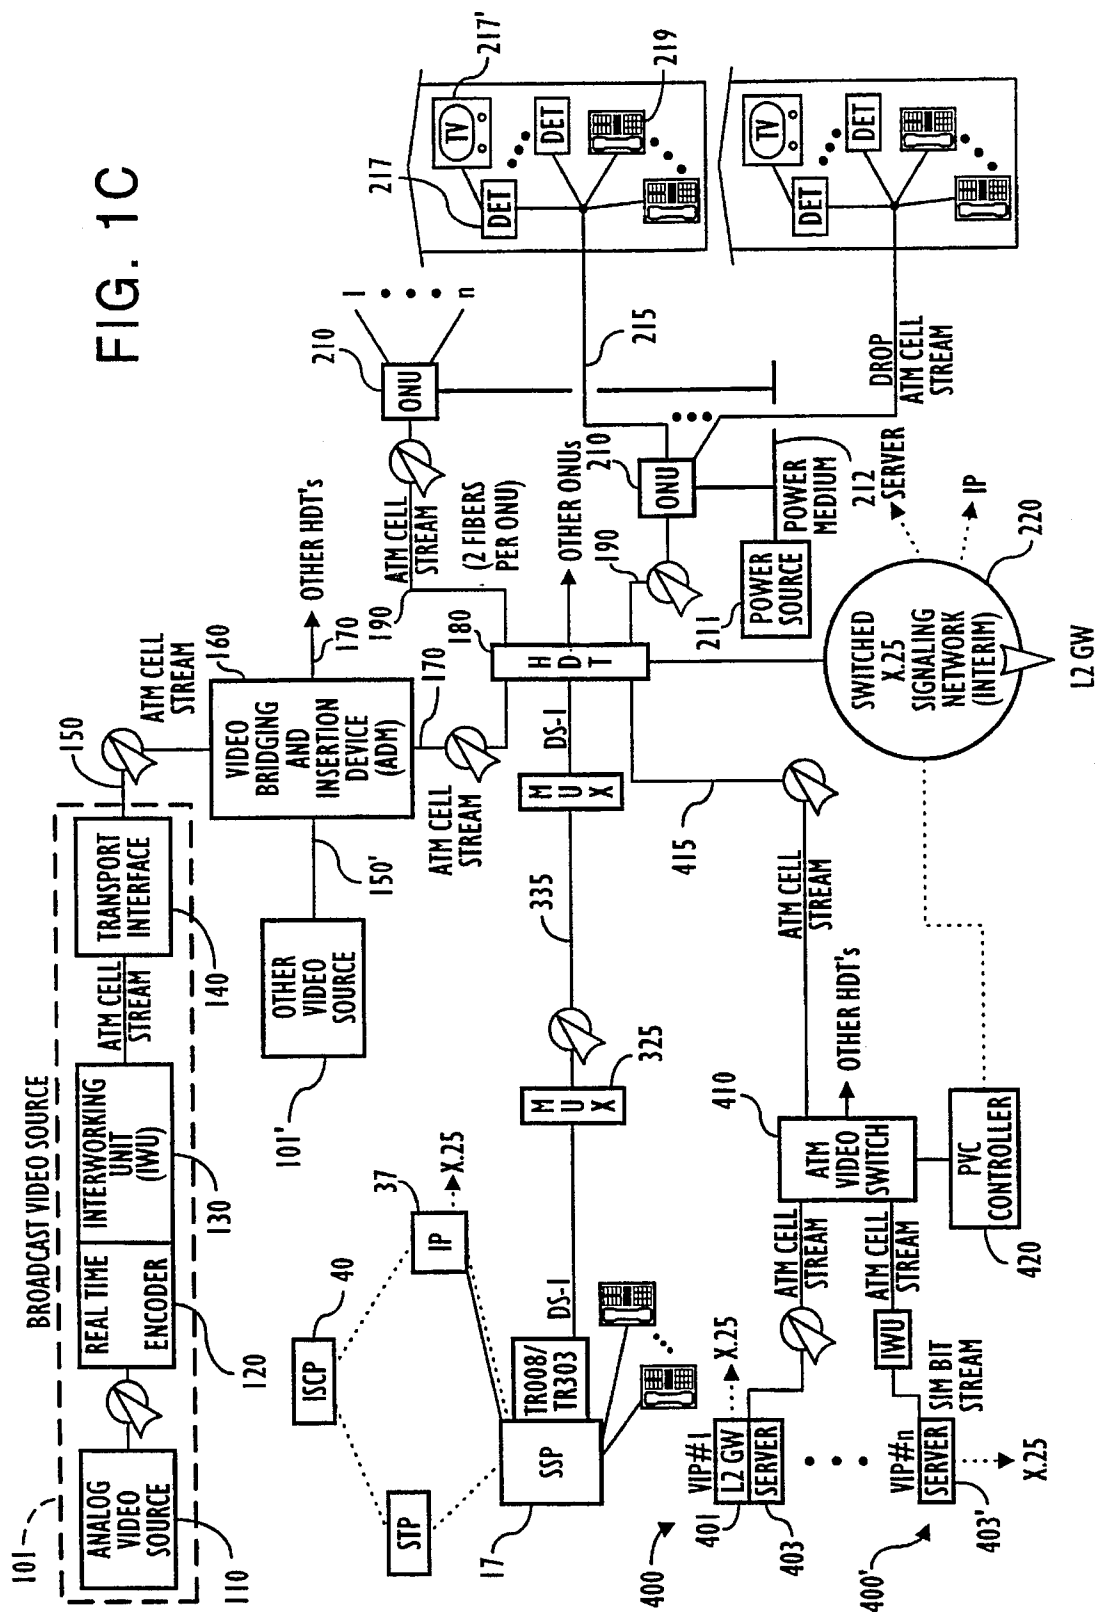 FIG. 1C
BROADCAST VIDEO SOURCE
101
ANALOG
VIDEO
SOURCE
110
REAL TIME
ENCODER
120
INTERWORKING
UNIT
(IWU)
130
ATM CELL
STREAM
TRANSPORT
INTERFACE
140
150
ATM CELL
STREAM
OTHER
VIDEO
SOURCE
101'
150'
VIDEO
BRIDGING
AND
INSERTION
DEVICE
(ADM)
160
170
OTHER HDT's
170
ATM CELL
STREAM
180
H
D
T
190
ATM CELL
STREAM
(2 FIBERS
PER ONU)
ONU
210
1
n
OTHER ONUs
190
ONU
210
215
217
DET
TV
217'
DET
219
DET
TV
DET
DROP
ATM CELL
STREAM
POWER
SOURCE
211
POWER
MEDIUM
212
SERVER
IP
220
SWITCHED
X.25
SIGNALING
NETWORK
(INTERIM)
L2 GW
ISCP
40
STP
IP
37
X.25
SSP
17
TR008/
TR303
DS-1
M
U
X
325
335
M
U
X
DS-1
415
ATM CELL
STREAM
ATM
VIDEO
SWITCH
410
OTHER HDT's
PVC
CONTROLLER
420
400
VIP#1
L2 GW
SERVER
401
403
X.25
ATM CELL
STREAM
400'
VIP#n
SERVER
403'
X.25
SIM BIT
STREAM
IWU
ATM CELL
STREAM